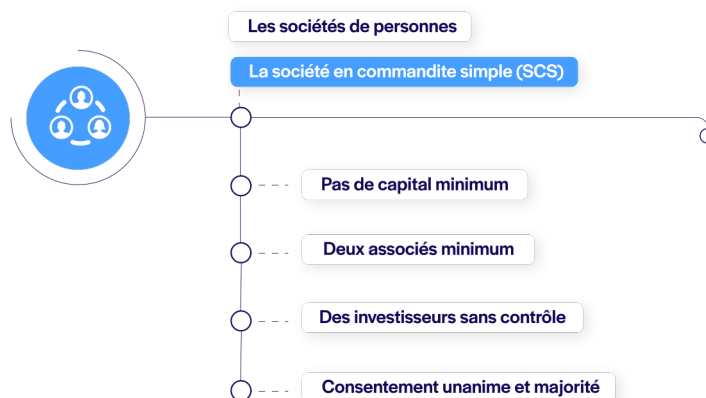 Les sociétés de personnes
La société en commandite simple (SCS)
Pas de capital minimum
Deux associés minimum
Des investisseurs sans contrôle
Consentement unanime et majorité